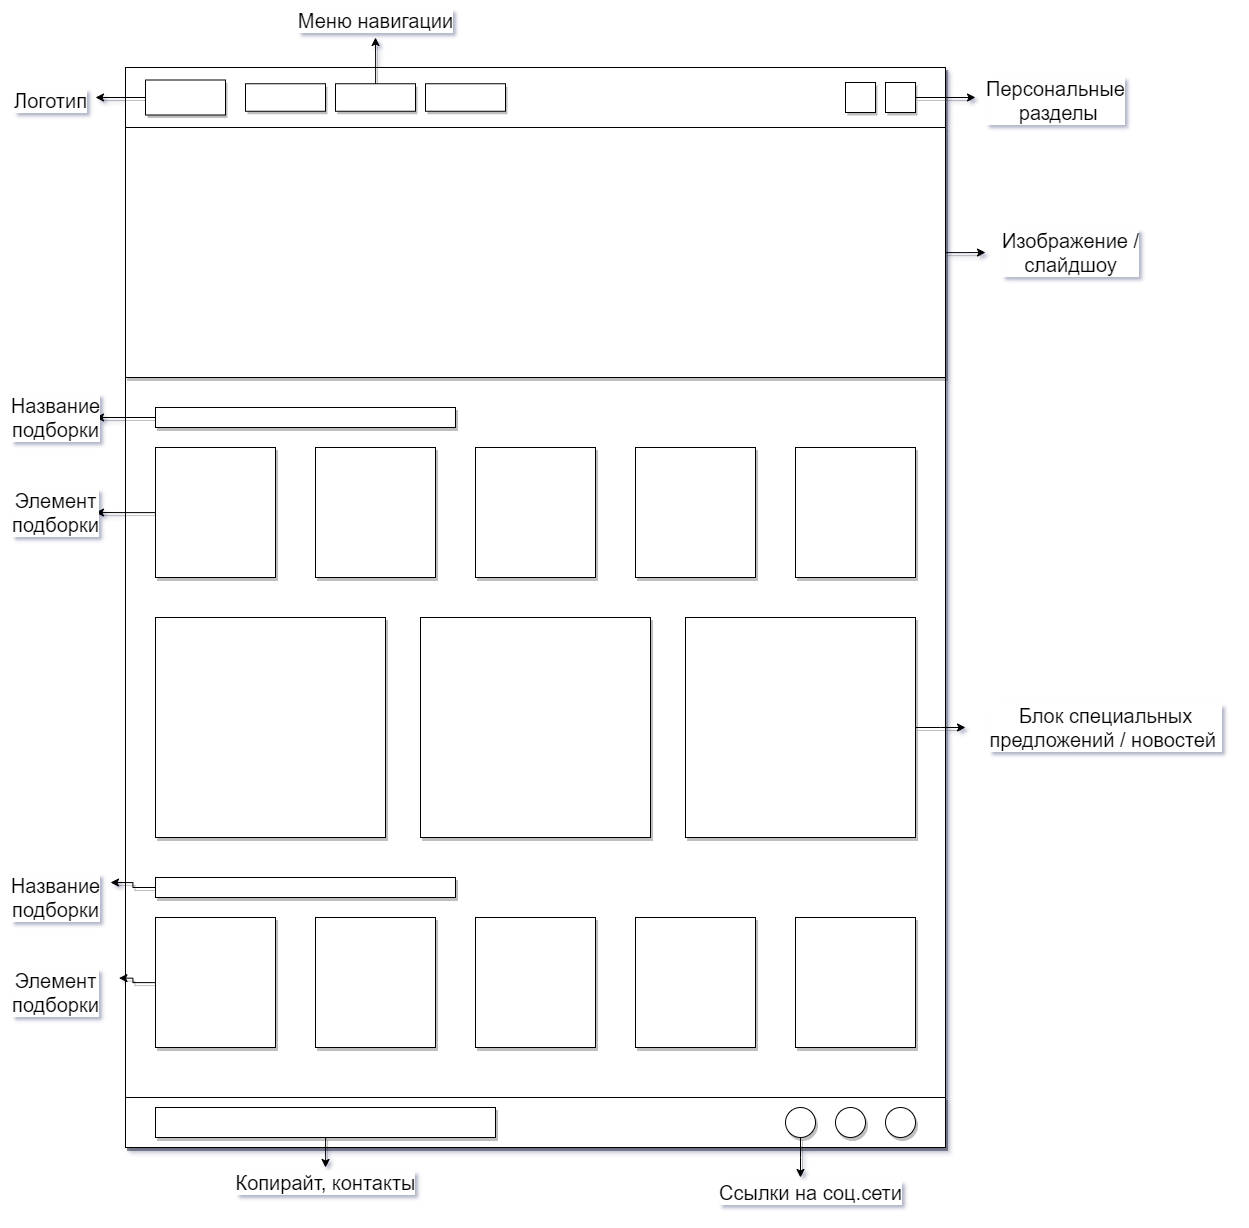 Меню навигации
Логотип
Персональные
разделы
Изображение /
слайдшоу
Название
подборки
Элемент
подборки
Блок специальных
предложений / новостей
Название
подборки
Элемент
подборки
Копирайт, контакты
Ссылки на соц.сети